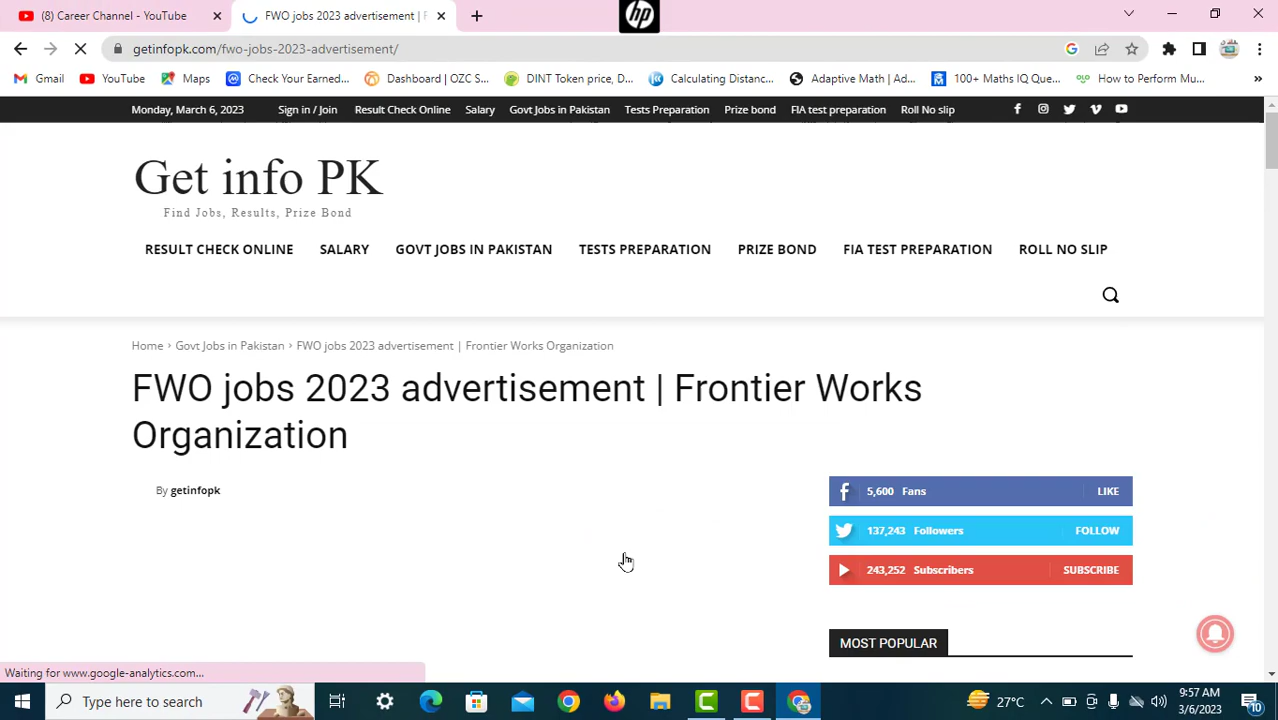 (8) Career Channel - YouTube
FWO jobs 2023 advertisement | F
hp
getinfopk.com/fwo-jobs-2023-advertisement/
Gmail
YouTube
Maps
Check Your Earned...
Dashboard | OZC S...
DINT Token price, D...
Calculating Distanc...
Adaptive Math | Ad...
100+ Maths IQ Que...
How to Perform Mu...
Monday, March 6, 2023
Sign in / Join
Result Check Online
Salary
Govt Jobs in Pakistan
Tests Preparation
Prize bond
FIA test preparation
Roll No slip
Get info PK
Find Jobs, Results, Prize Bond
RESULT CHECK ONLINE
SALARY
GOVT JOBS IN PAKISTAN
TESTS PREPARATION
PRIZE BOND
FIA TEST PREPARATION
ROLL NO SLIP
Home › Govt Jobs in Pakistan › FWO jobs 2023 advertisement | Frontier Works Organization
FWO jobs 2023 advertisement | Frontier Works
Organization
By getinfopk
5,600 Fans LIKE
137,243 Followers FOLLOW
243,252 Subscribers SUBSCRIBE
MOST POPULAR
Waiting for www.google-analytics.com...
Type here to search
27°C
9:57 AM
3/6/2023
10